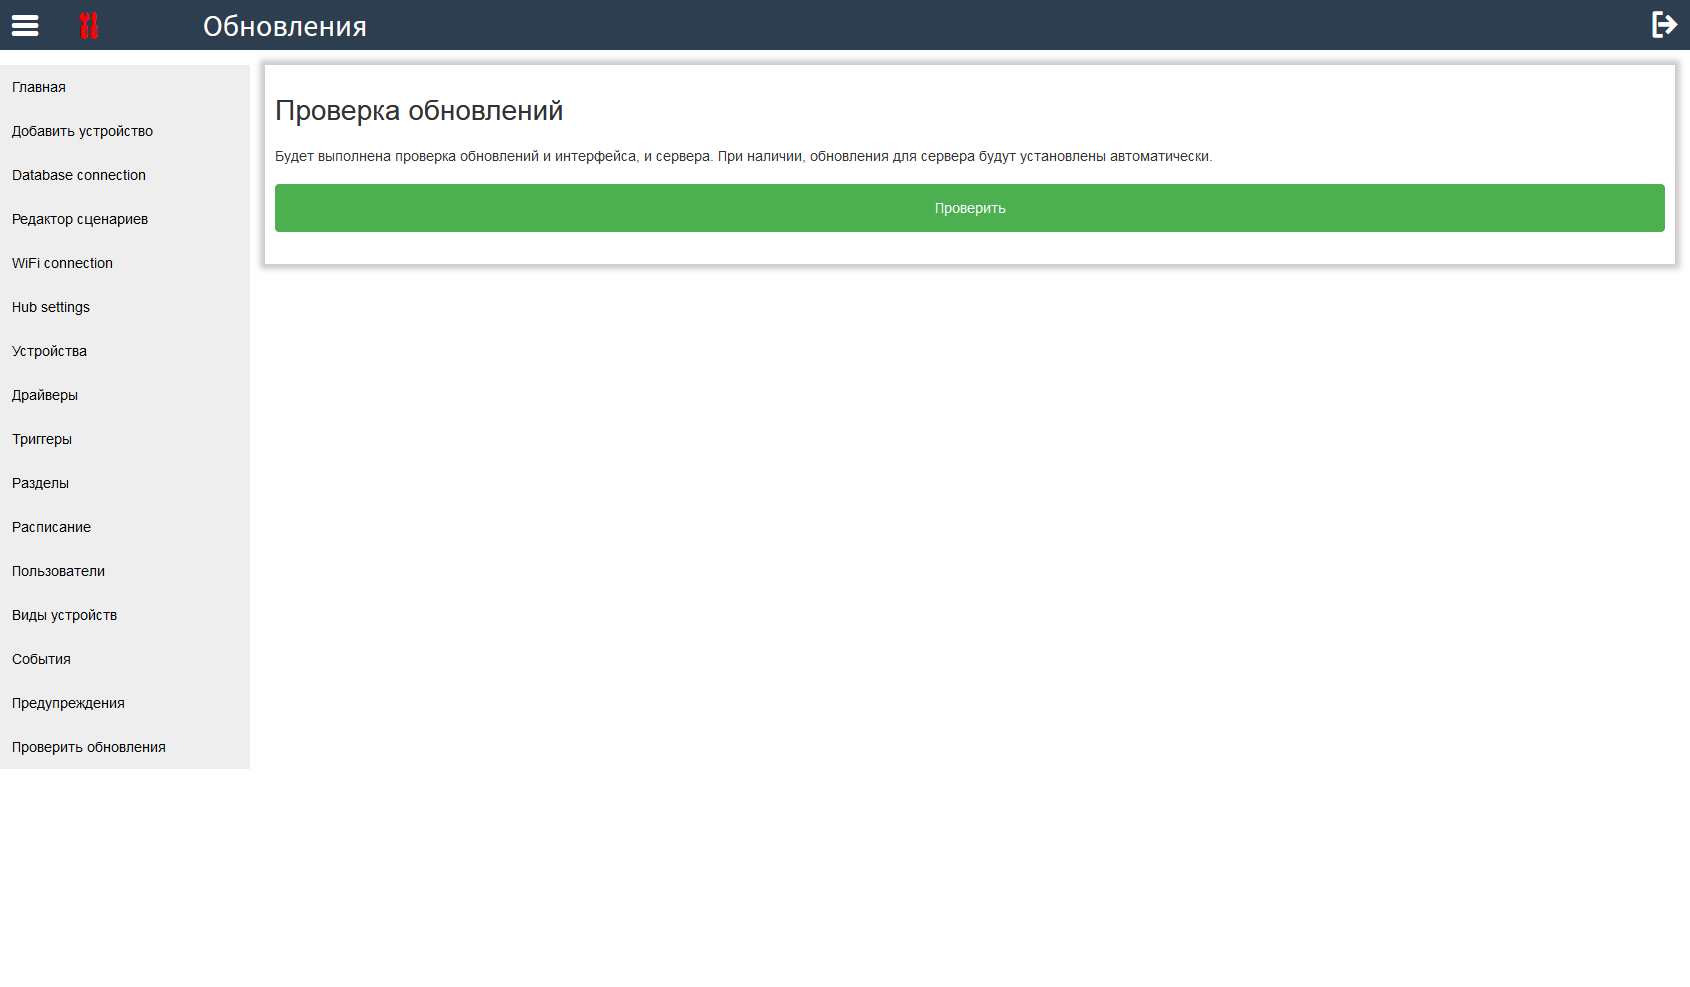 Обновления
Главная
Добавить устройство
Database connection
Редактор сценариев
WiFi connection
Hub settings
Устройства
Драйверы
Триггеры
Разделы
Расписание
Пользователи
Виды устройств
События
Предупреждения
Проверить обновления
Проверка обновлений
Будет выполнена проверка обновлений и интерфейса, и сервера. При наличии, обновления для сервера будут установлены автоматически.
Проверить